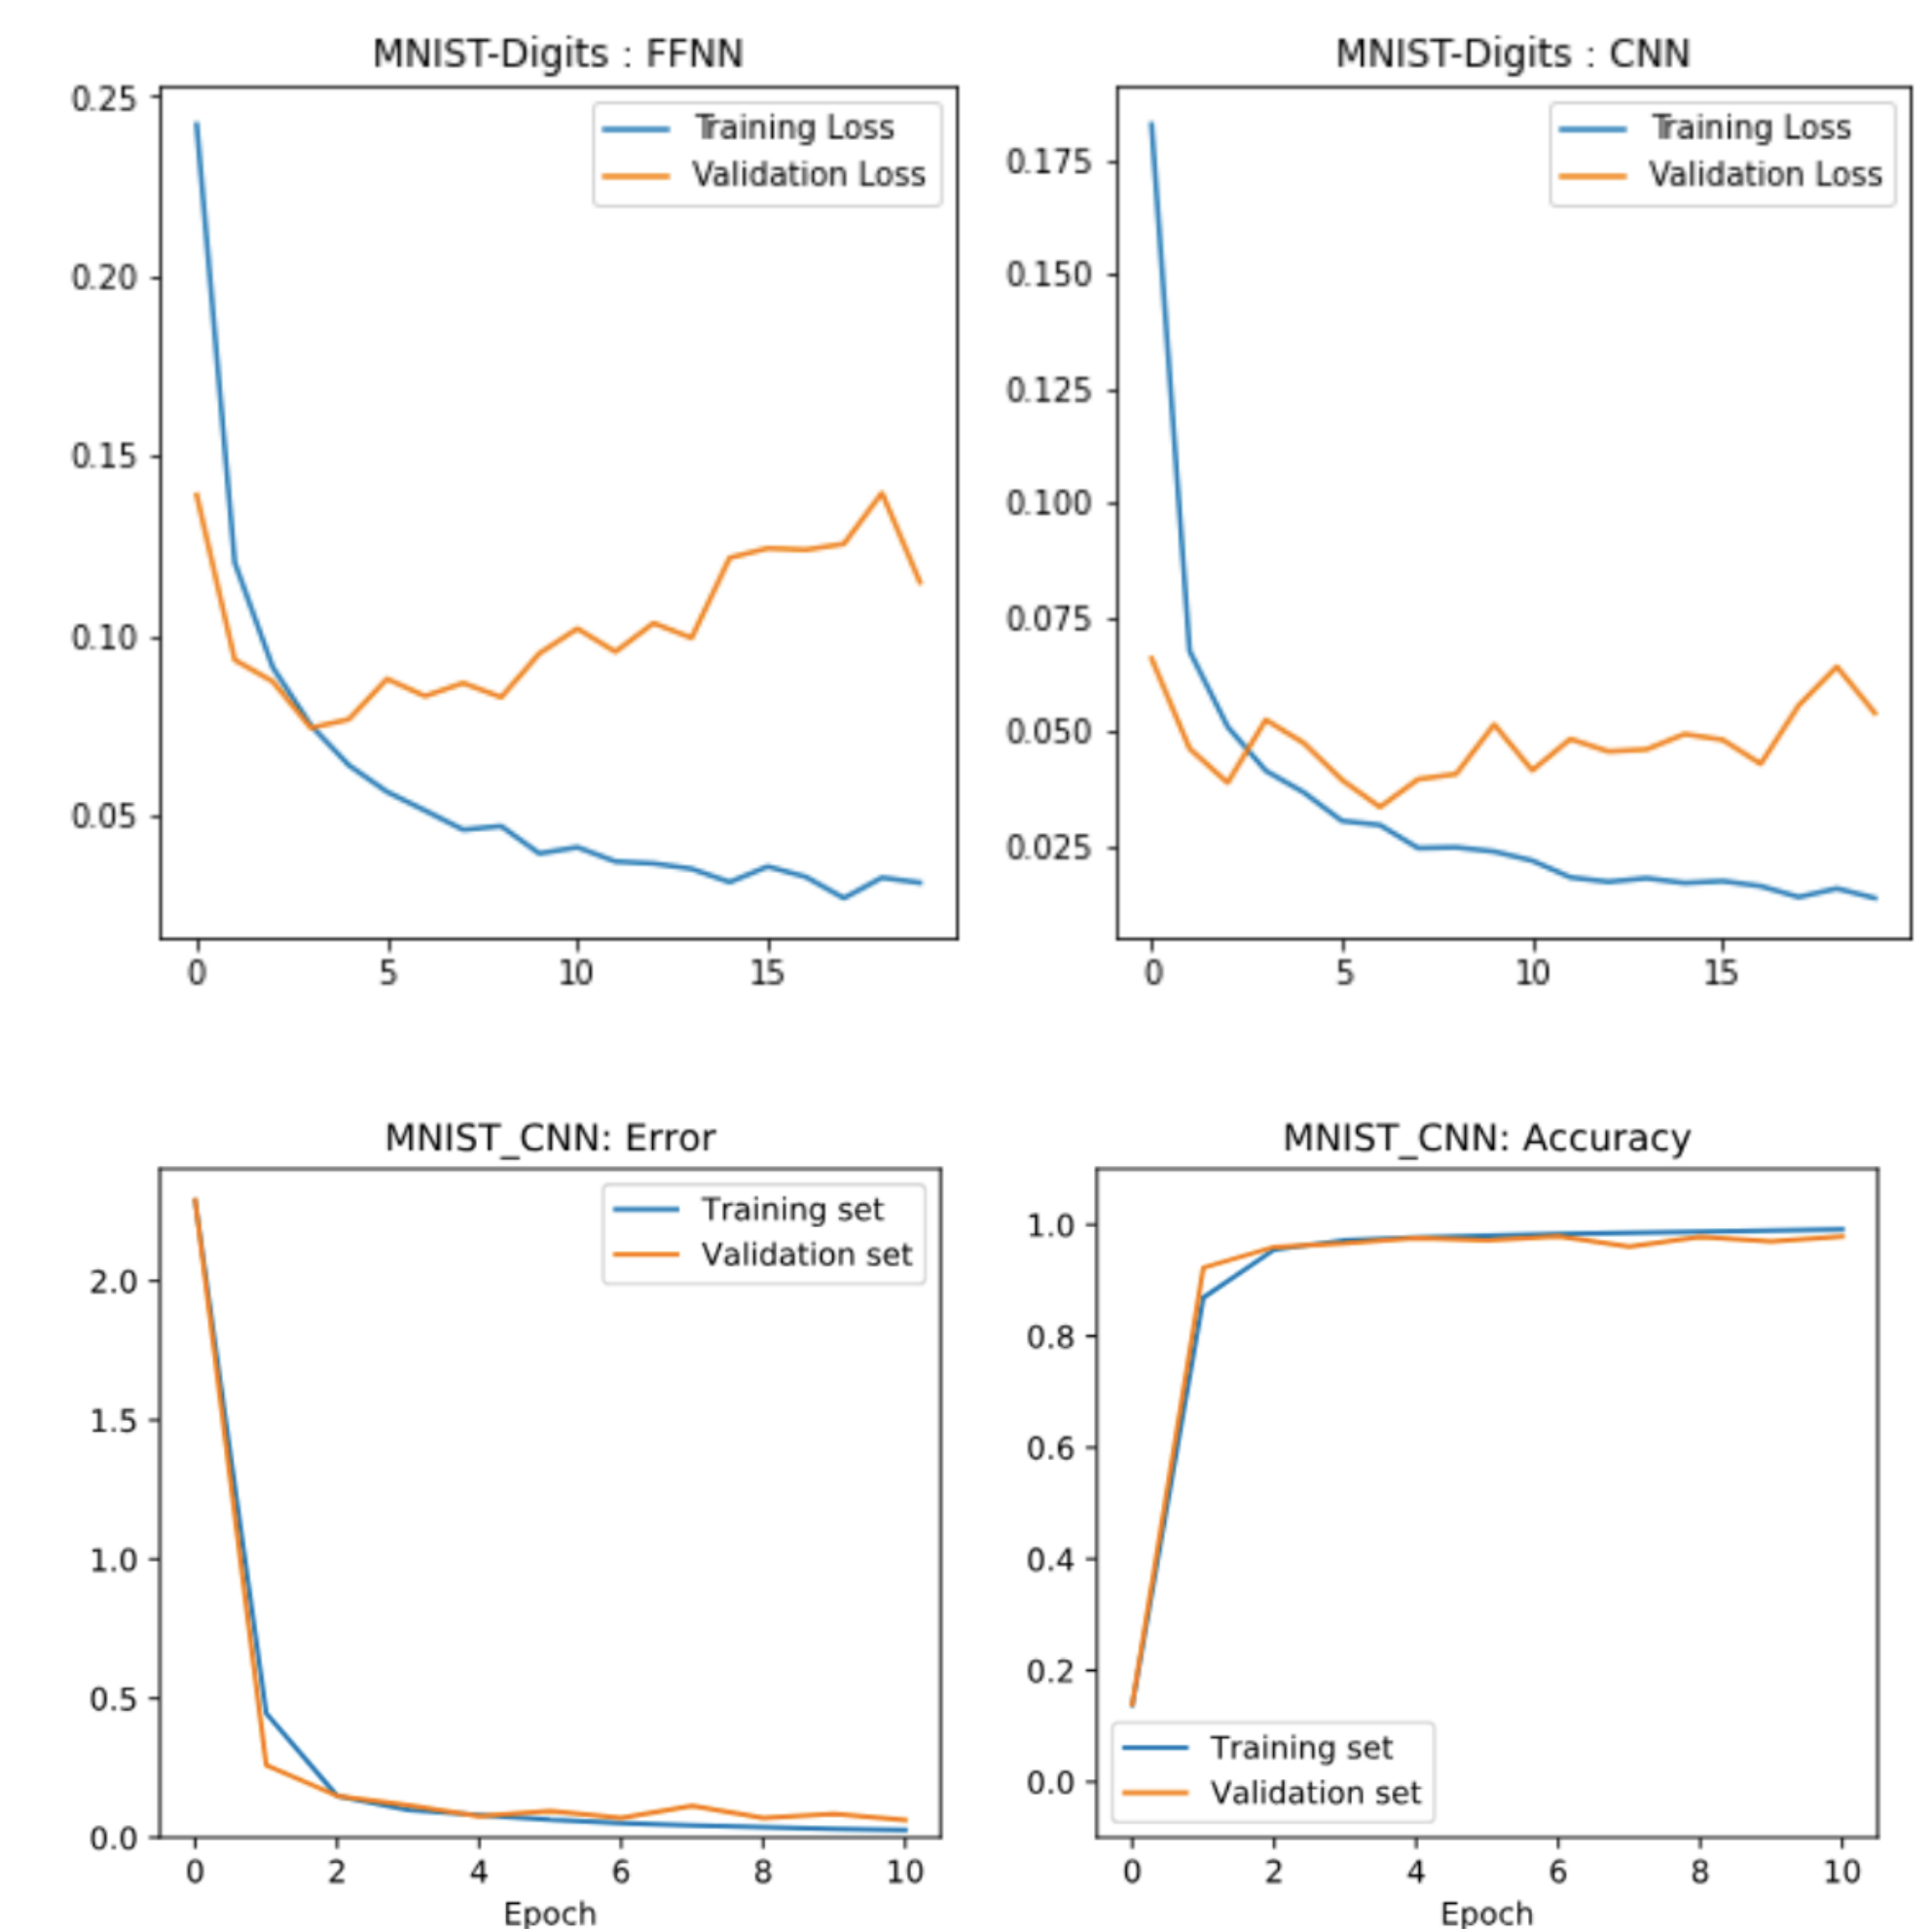 MNIST-Digits : FFNN
0.25
0.20
0.15
0.10
0.05
0 5 10 15
Training Loss
Validation Loss
MNIST-Digits : CNN
0.175
0.150
0.125
0.100
0.075
0.050
0.025
0 5 10 15
Training Loss
Validation Loss
MNIST_CNN: Error
2.0
1.5
1.0
0.5
0.0
0 2 4 6 8 10
Epoch
Training set
Validation set
MNIST_CNN: Accuracy
1.0
0.8
0.6
0.4
0.2
0.0
0 2 4 6 8 10
Epoch
Training set
Validation set